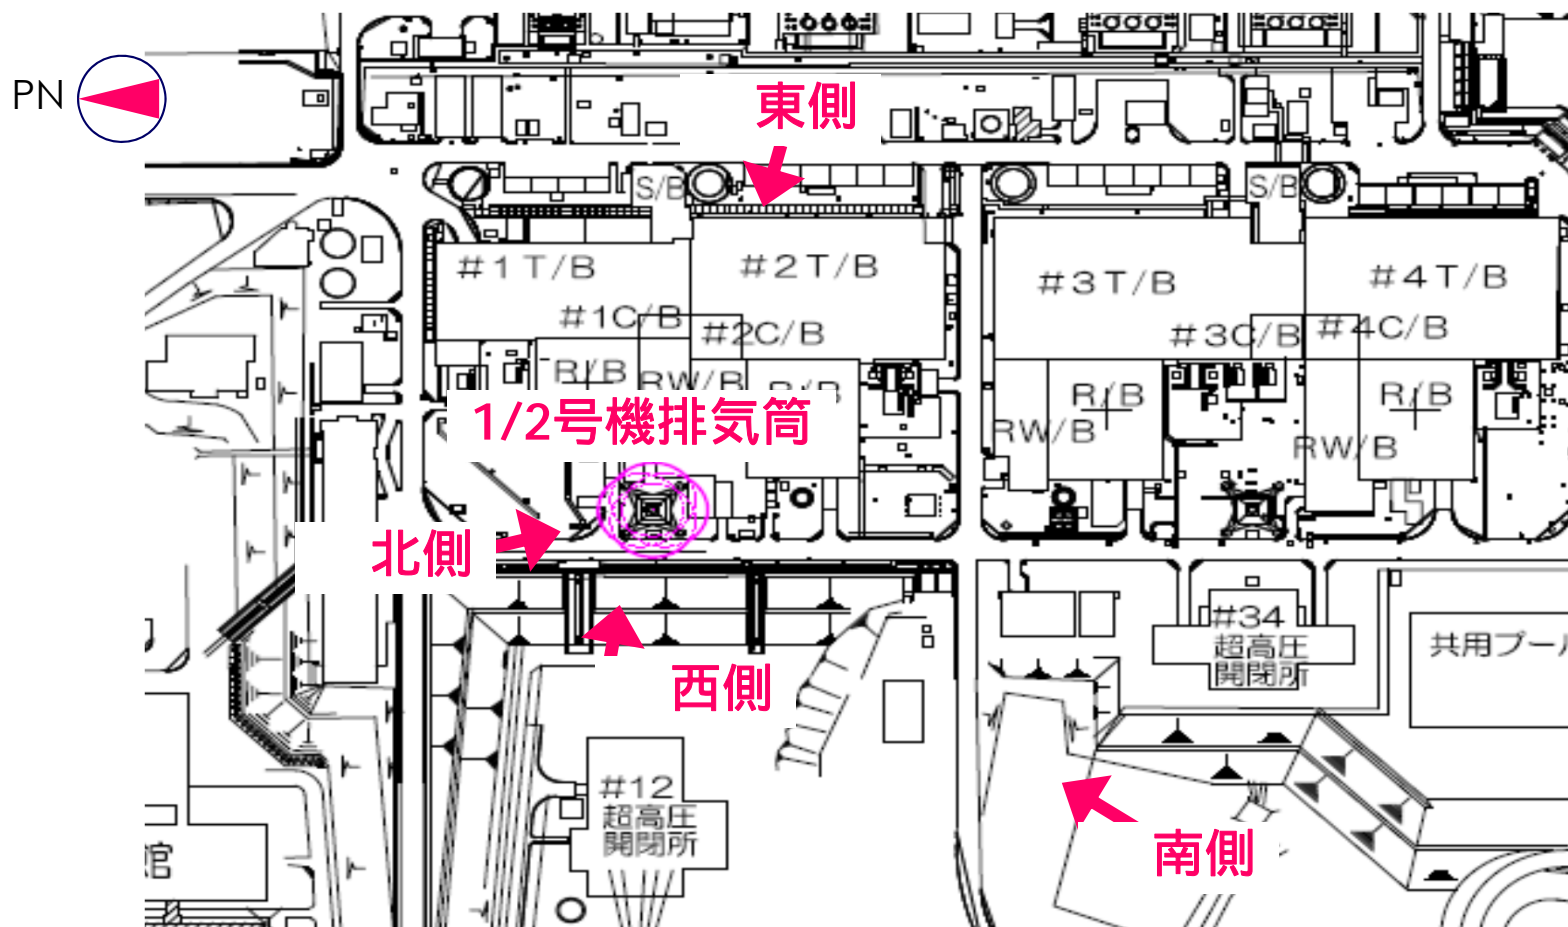 PN
東側
S/B
S/B
#1T/B
#2T/B
#3T/B
#4T/B
#1C/B
#2C/B
#3C/B
#4C/B
R/B
RW/B
R/B
R/B
R/B
1/2号機排気筒
RW/B
RW/B
北側
西側
#34
超高圧
開閉所
共用プール
#12
超高圧
開閉所
南側
館